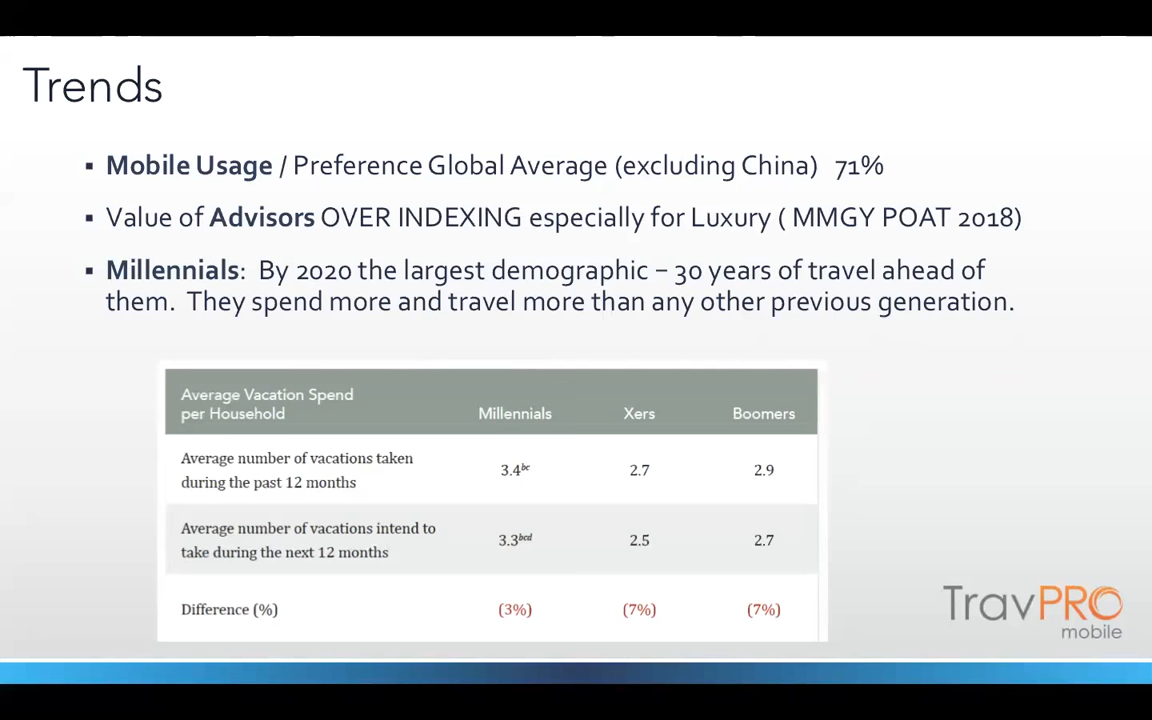 Trends
▪ Mobile Usage / Preference Global Average (excluding China) 71%
▪ Value of Advisors OVER INDEXING especially for Luxury ( MMGY POAT 2018)
▪ Millennials: By 2020 the largest demographic – 30 years of travel ahead of
them. They spend more and travel more than any other previous generation.
Average Vacation Spend
per Household Millennials Xers Boomers
Average number of vacations taken
during the past 12 months 3.4bc 2.7 2.9
Average number of vacations intend to
take during the next 12 months 3.3bcd 2.5 2.7
Difference (%) (3%) (7%) (7%)
TravPRO
mobile